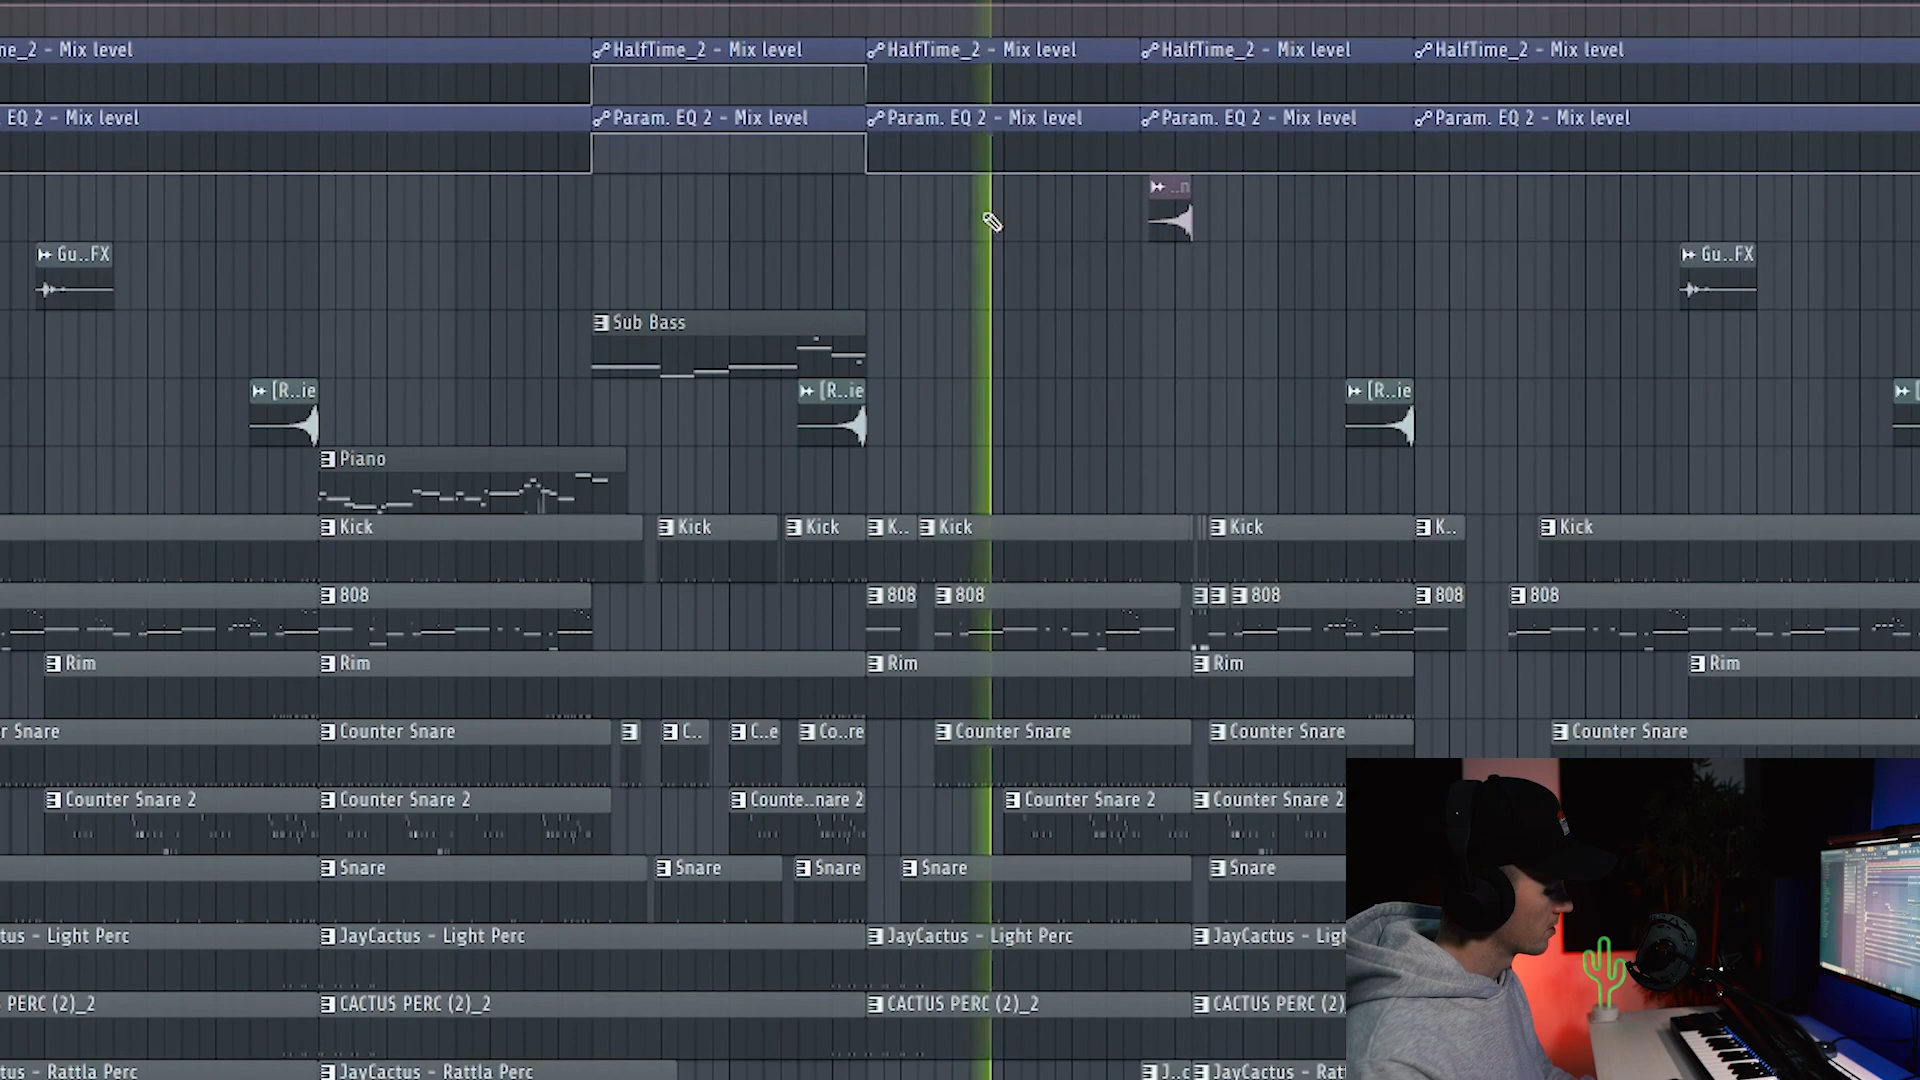 ne_2 - Mix level HalfTime_2 - Mix level HalfTime_2 - Mix level HalfTime_2 - Mix level HalfTime_2 - Mix level
EQ 2 - Mix level Param. EQ 2 - Mix level Param. EQ 2 - Mix level Param. EQ 2 - Mix level Param. EQ 2 - Mix level
..n
Gu..FX Gu..FX
Sub Bass
[R..ie [R..ie [R..ie [
Piano
Kick Kick Kick K.. Kick Kick K.. Kick
808 808 808 808 808 808
Rim Rim Rim Rim Rim
r Snare Counter Snare C.. C..e Co..re Counter Snare Counter Snare Counter Snare
Counter Snare 2 Counter Snare 2 Counte..nare 2 Counter Snare 2 Counter Snare 2
Snare Snare Snare Snare Snare
tus - Light Perc JayCactus - Light Perc JayCactus - Light Perc JayCactus - Ligh
PERC (2)_2 CACTUS PERC (2)_2 CACTUS PERC (2)_2 CACTUS PERC (2)
tus - Rattla Perc JayCactus - Rattla Perc J..c JayCactus - Rat